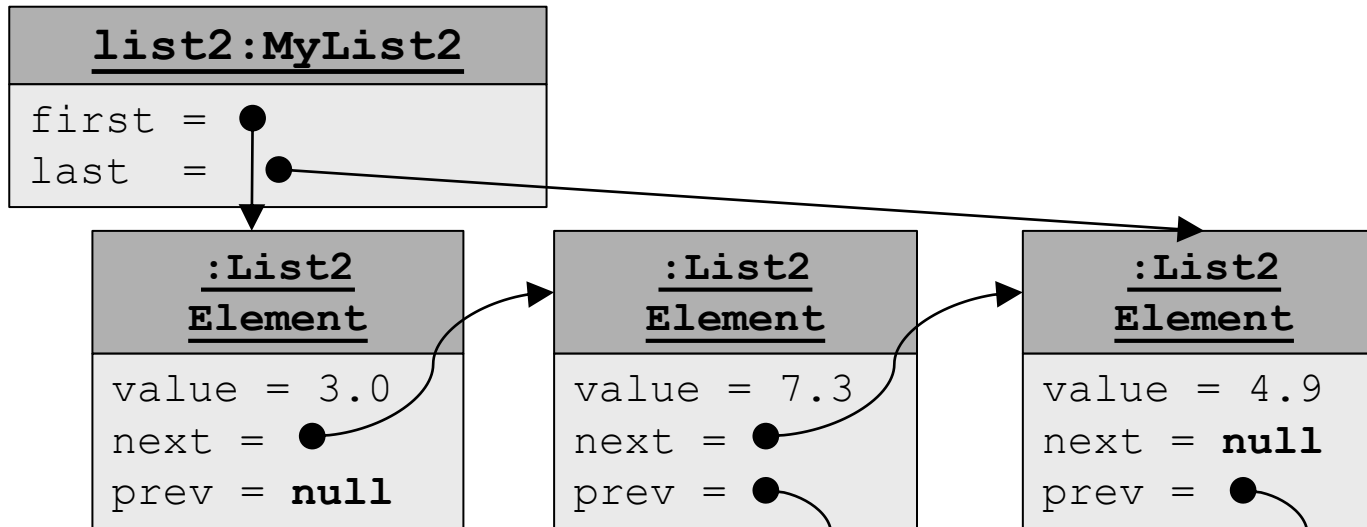 list2:MyList2
first =
last  =
:List2
Element
value = 3.0
next =
prev = null
:List2
Element
value = 7.3
next =
prev =
:List2
Element
value = 4.9
next = null
prev =